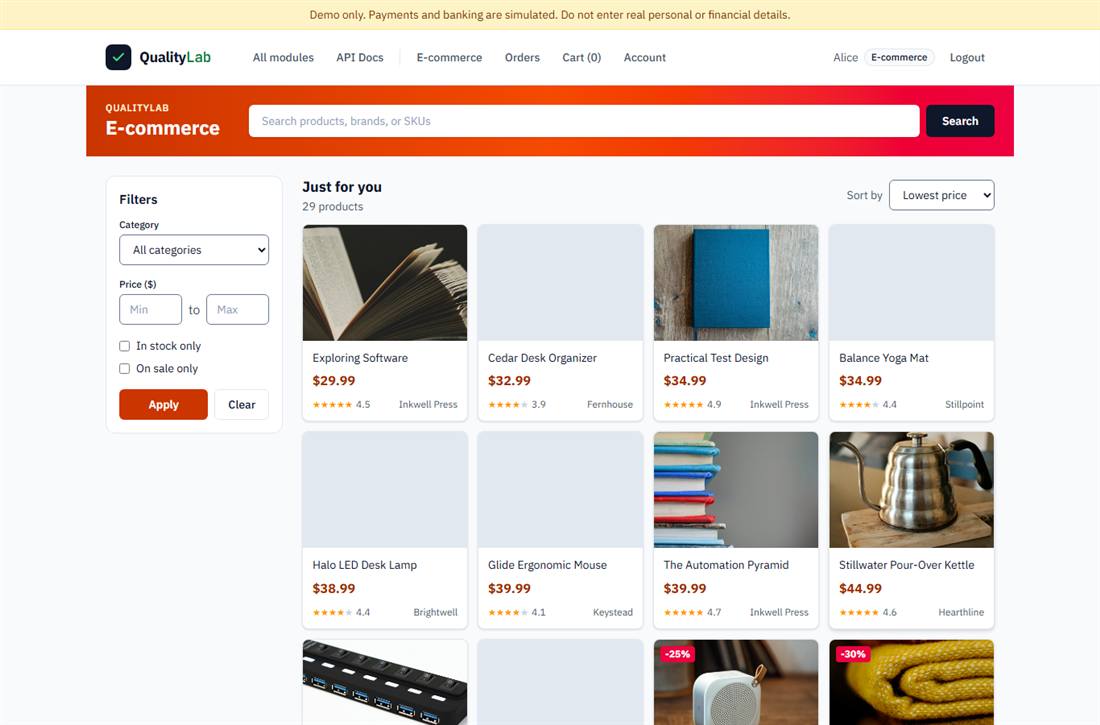 Demo only. Payments and banking are simulated. Do not enter real personal or financial details.
QualityLab
All modules
API Docs
E-commerce
Orders
Cart (0)
Account
Alice
E-commerce
Logout
QUALITYLAB
E-commerce
Search products, brands, or SKUs
Search
Filters
Category
All categories
Price ($)
Min
to
Max
In stock only
On sale only
Apply
Clear
Just for you
29 products
Sort by
Lowest price
Exploring Software
$29.99
4.5
Inkwell Press
Cedar Desk Organizer
$32.99
3.9
Fernhouse
Practical Test Design
$34.99
4.9
Inkwell Press
Balance Yoga Mat
$34.99
4.4
Stillpoint
Halo LED Desk Lamp
$38.99
4.4
Brightwell
Glide Ergonomic Mouse
$39.99
4.1
Keystead
The Automation Pyramid
$39.99
4.7
Inkwell Press
Stillwater Pour-Over Kettle
$44.99
4.6
Hearthline
-25%
-30%